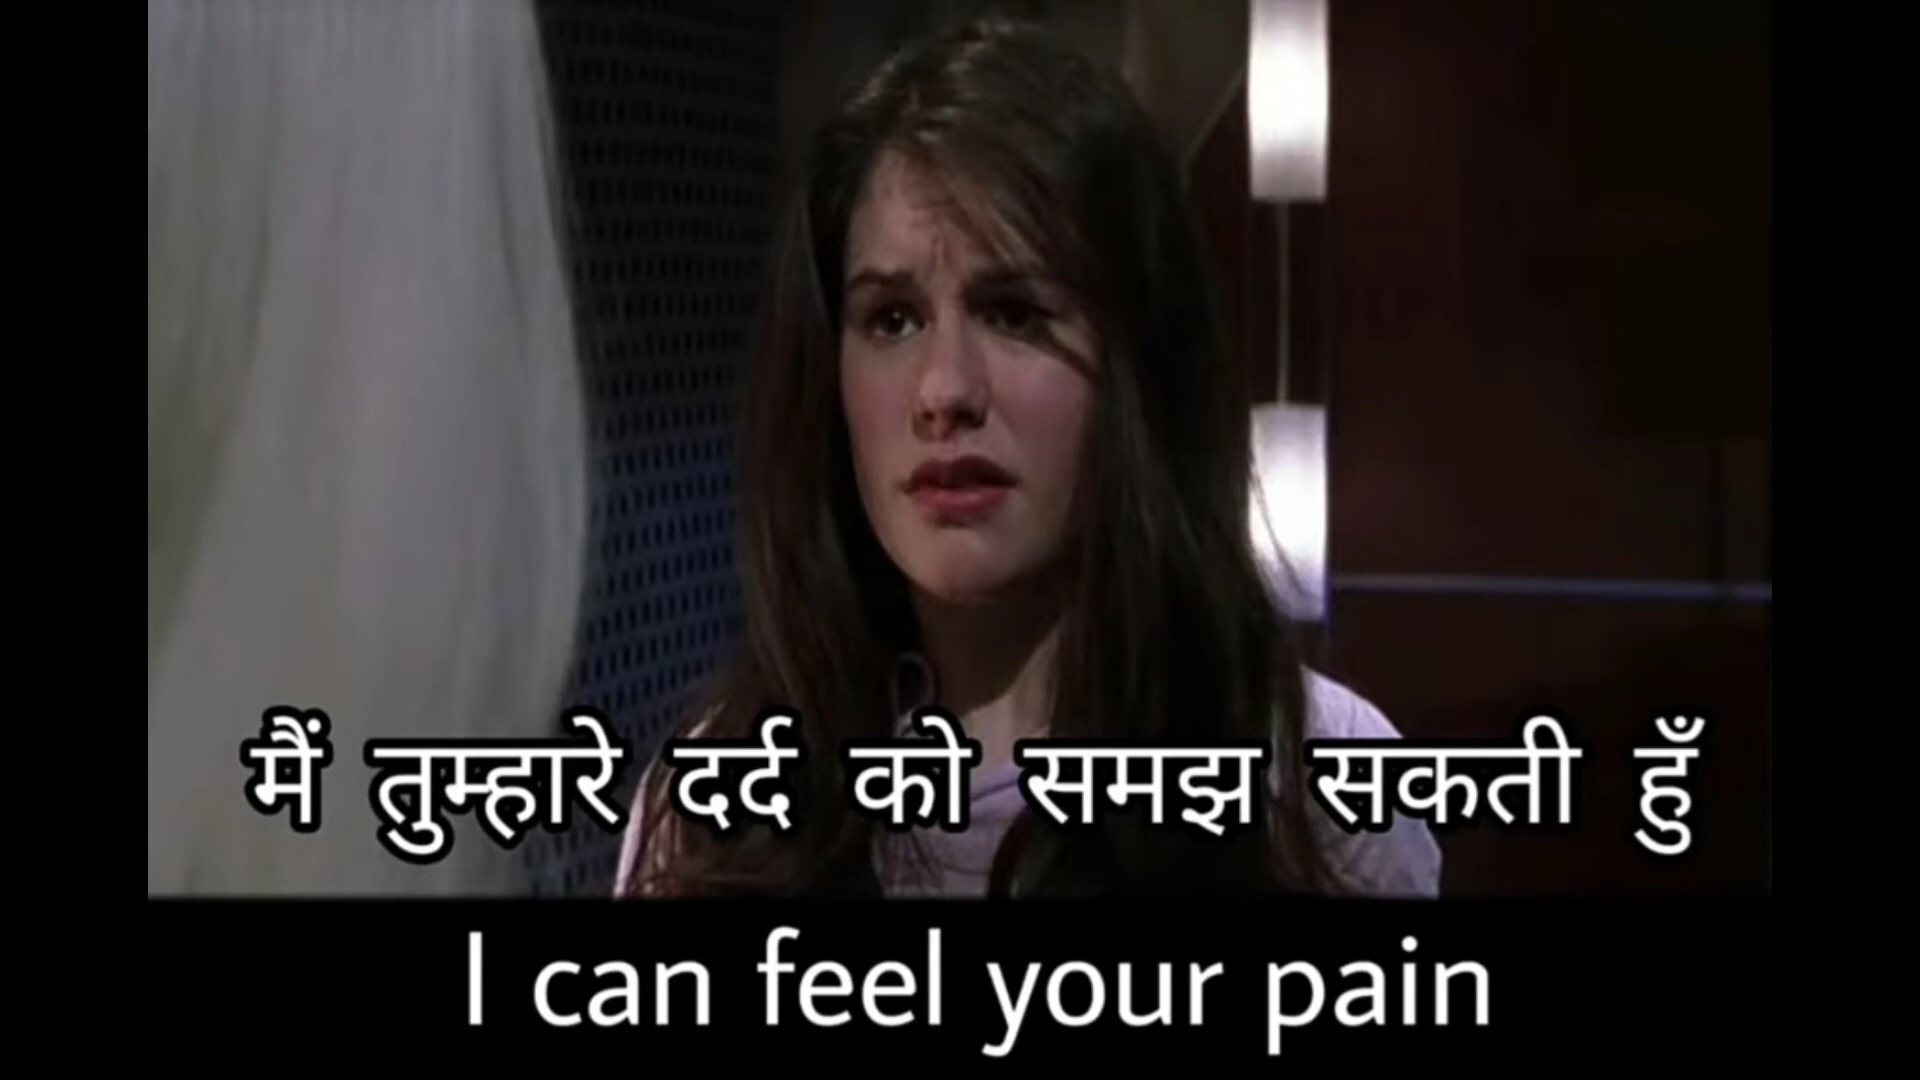 मैं तुम्हारे दर्द को समझ सकती हुँ
I can feel your pain